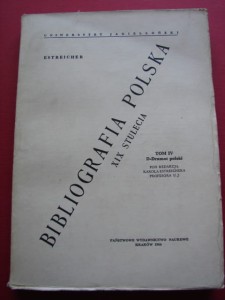 UNIWERSYTET JAGIELLOŃSKI
ESTREICHER
BIBLIOGRAFIA POLSKA
XIX STULECIA
TOM IV
D-Dramat polski
POD REDAKCJĄ
KAROLA ESTREICHERA
PROFESORA U.J.
PAŃSTWOWE WYDAWNICTWO NAUKOWE
KRAKÓW